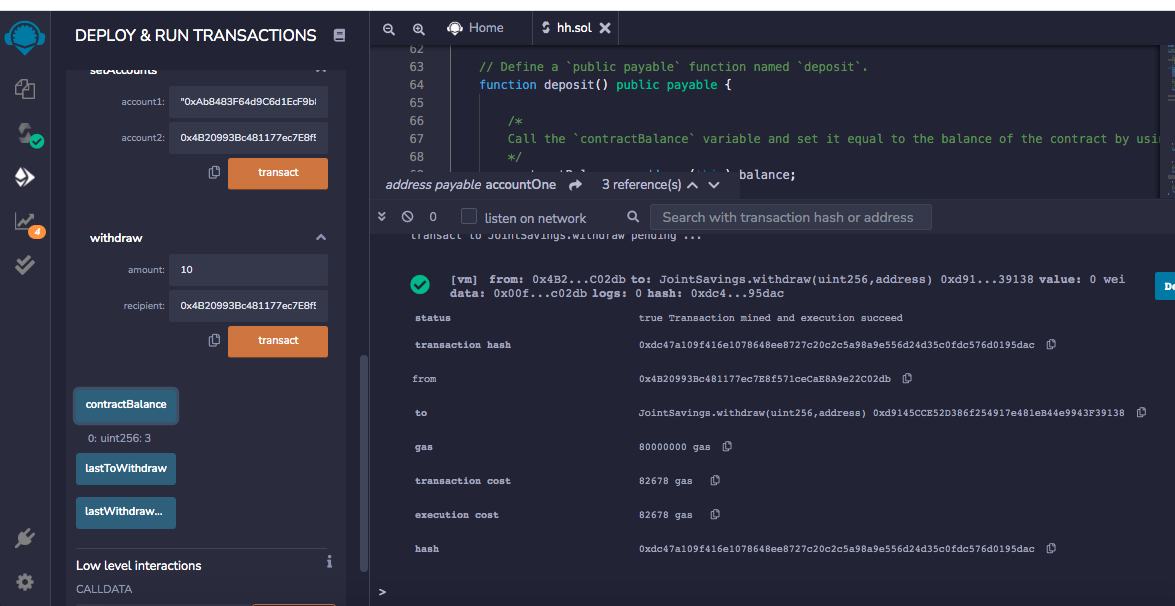 DEPLOY & RUN TRANSACTIONS
setAccounts
account1:
"0xAb8483F64d9C6d1EcF9b8
account2:
0x4B20993Bc481177ec7E8f5
transact
withdraw
amount:
10
recipient:
0x4B20993Bc481177ec7E8f5
transact
contractBalance
0: uint256: 3
lastToWithdraw
lastWithdraw...
Low level interactions
i
CALLDATA
4
Home
hh.sol
62
63 // Define a `public payable` function named `deposit`.
64 function deposit() public payable {
65
66 /*
67 Call the `contractBalance` variable and set it equal to the balance of the contract by usi
68 */
balance;
address payable accountOne
3 reference(s)
0
listen on network
Search with transaction hash or address
transact to JointSavings.withdraw pending ...
[vm] from: 0x4B2...C02db to: JointSavings.withdraw(uint256,address) 0xd91...39138 value: 0 wei
data: 0x00f...c02db logs: 0 hash: 0xdc4...95dac
De
status true Transaction mined and execution succeed
transaction hash 0xdc47a109f416e1078648ee8727c20c2c5a98a9e556d24d35c0fdc576d0195dac
from 0x4B20993Bc481177ec7E8f571ceCaE8A9e22C02db
to JointSavings.withdraw(uint256,address) 0xd9145CCE52D386f254917e481eB44e9943F39138
gas 80000000 gas
transaction cost 82678 gas
execution cost 82678 gas
hash 0xdc47a109f416e1078648ee8727c20c2c5a98a9e556d24d35c0fdc576d0195dac
>